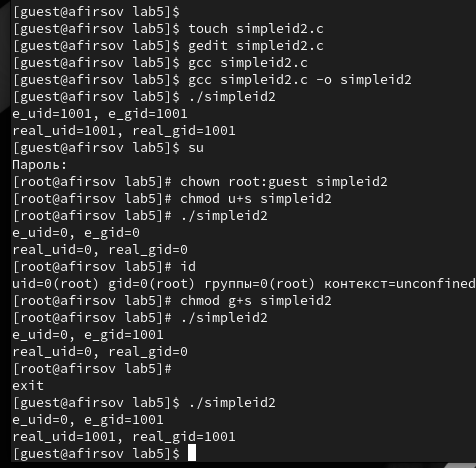 [guest@afirsov lab5]$
[guest@afirsov lab5]$ touch simpleid2.c
[guest@afirsov lab5]$ gedit simpleid2.c
[guest@afirsov lab5]$ gcc simpleid2.c
[guest@afirsov lab5]$ gcc simpleid2.c -o simpleid2
[guest@afirsov lab5]$ ./simpleid2
e_uid=1001, e_gid=1001
real_uid=1001, real_gid=1001
[guest@afirsov lab5]$ su
Пароль:
[root@afirsov lab5]# chown root:guest simpleid2
[root@afirsov lab5]# chmod u+s simpleid2
[root@afirsov lab5]# ./simpleid2
e_uid=0, e_gid=0
real_uid=0, real_gid=0
[root@afirsov lab5]# id
uid=0(root) gid=0(root) группы=0(root) контекст=unconfined
[root@afirsov lab5]# chmod g+s simpleid2
[root@afirsov lab5]# ./simpleid2
e_uid=0, e_gid=1001
real_uid=0, real_gid=0
[root@afirsov lab5]#
exit
[guest@afirsov lab5]$ ./simpleid2
e_uid=0, e_gid=1001
real_uid=1001, real_gid=1001
[guest@afirsov lab5]$